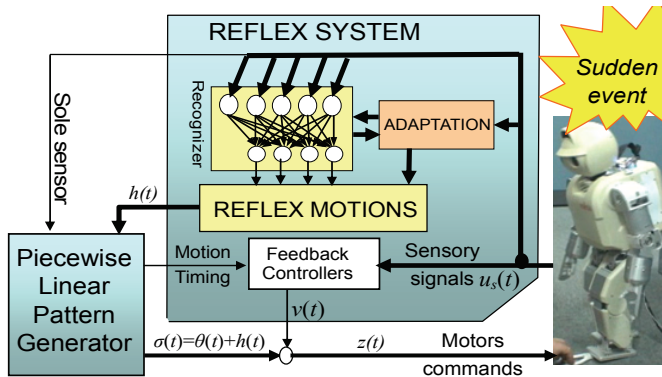 REFLEX SYSTEM
Sudden
event
Sole sensor
Recognizer
ADAPTATION
h(t)
REFLEX MOTIONS
Piecewise
Linear
Pattern
Generator
Motion
Timing
Feedback
Controllers
Sensory
signals u_s(t)
v(t)
σ(t)=θ(t)+h(t)
z(t)
Motors
commands